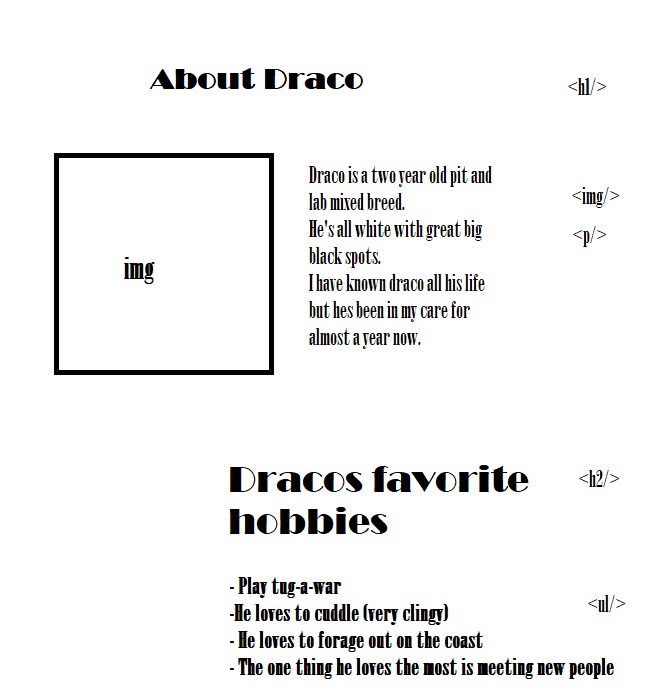 About Draco
<h1/>
img
Draco is a two year old pit and
lab mixed breed.
He's all white with great big
black spots.
I have known draco all his life
but hes been in my care for
almost a year now.
<img/>
<p/>
Dracos favorite
hobbies
<h2/>
- Play tug-a-war
-He loves to cuddle (very clingy)
- He loves to forage out on the coast
- The one thing he loves the most is meeting new people
<ul/>